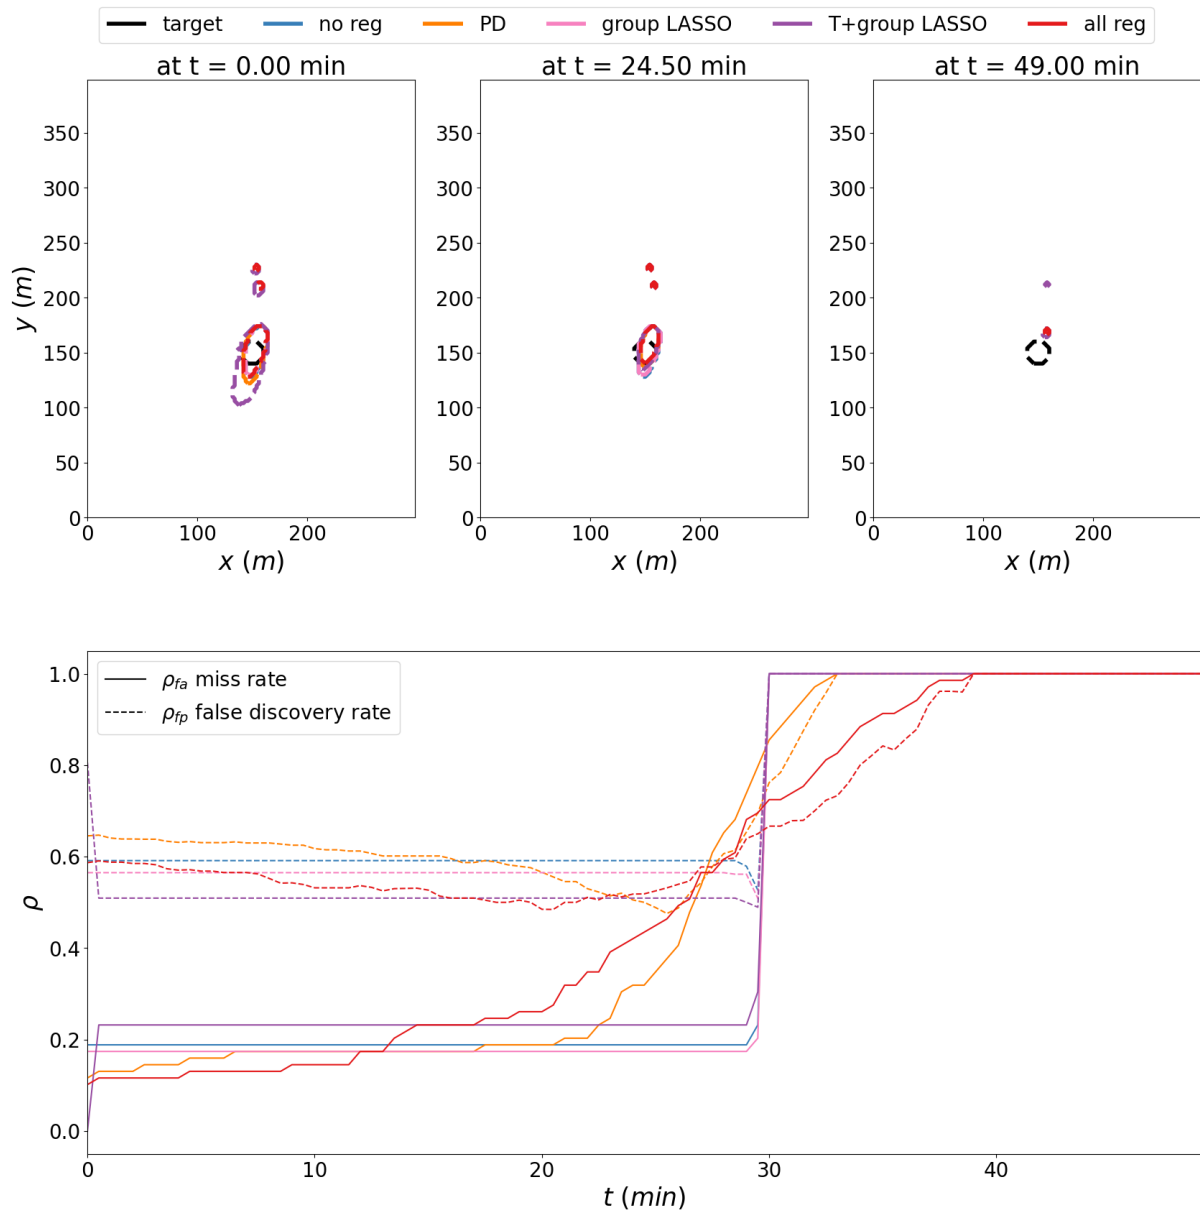 target no reg PD group LASSO T+group LASSO all reg
at t = 0.00 min at t = 24.50 min at t = 49.00 min
350 350 350
300 300 300
250 250 250
200 200 200
150 150 150
100 100 100
50 50 50
0 0 0
0 100 200 0 100 200 0 100 200
y (m)
x (m) x (m) x (m)
ρfa miss rate
ρfp false discovery rate
1.0
0.8
0.6
0.4
0.2
0.0
ρ
0 10 20 30 40
t (min)